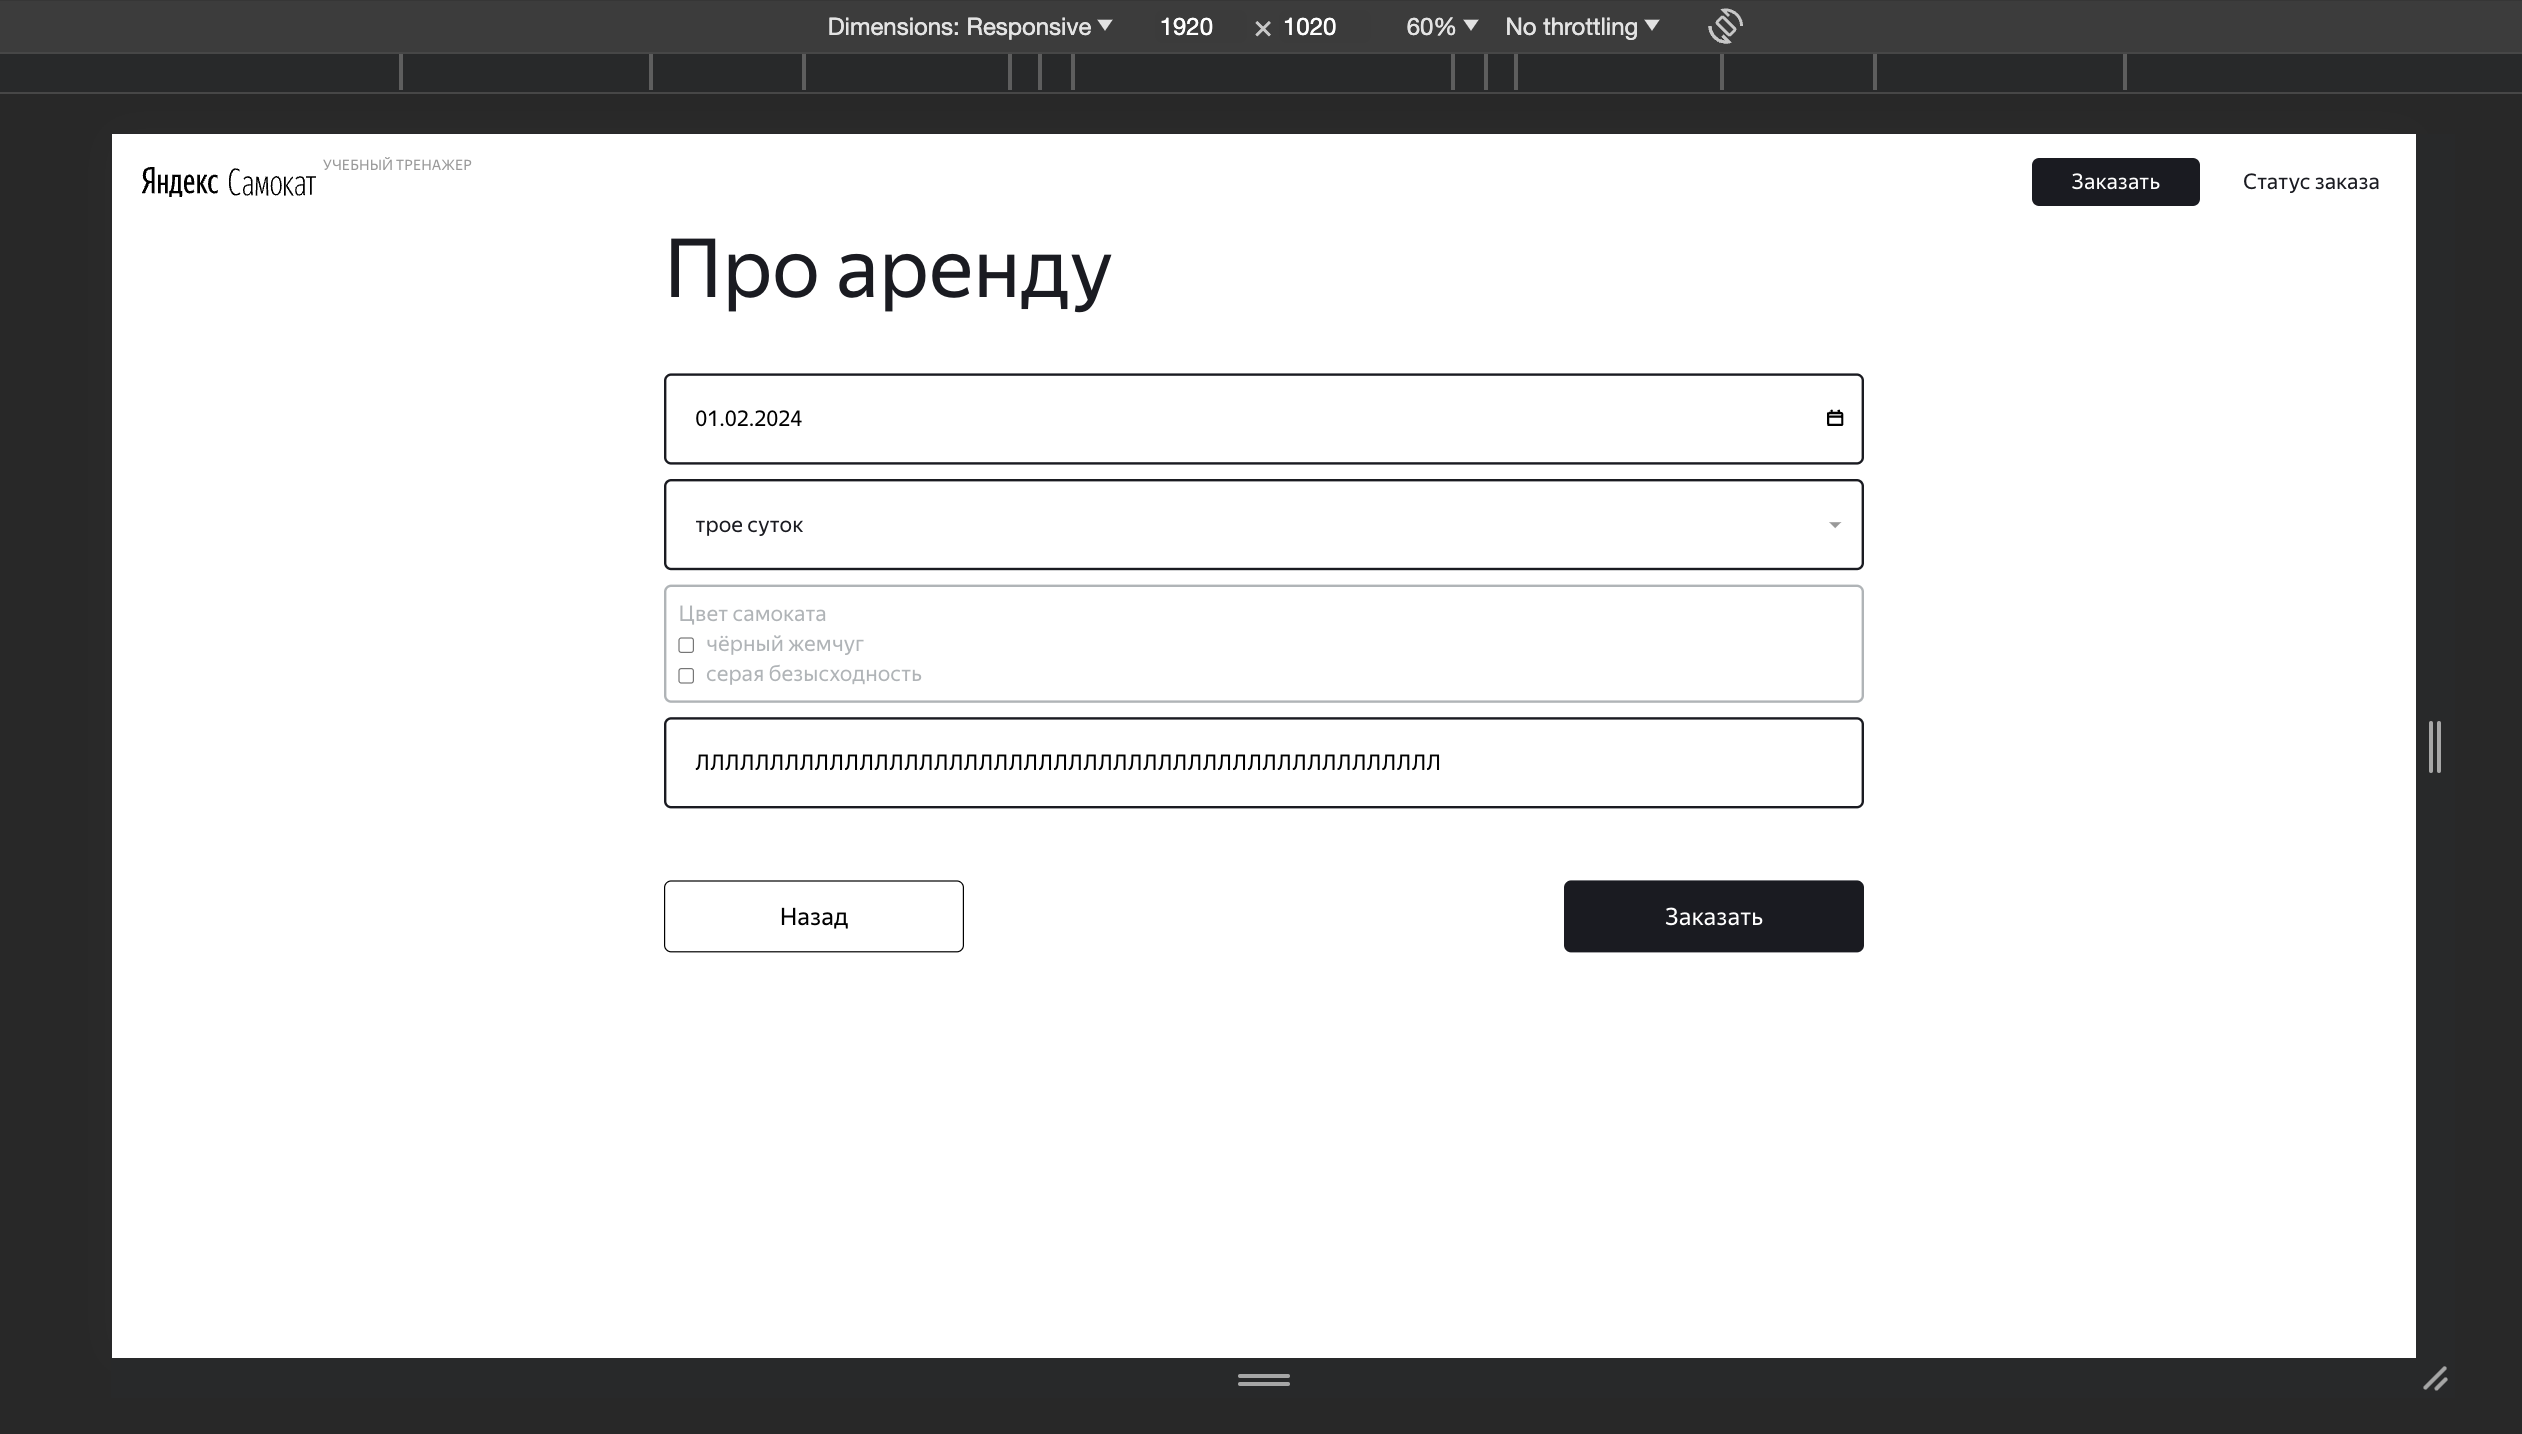 Dimensions: Responsive 1920 × 1020 60% No throttling
Яндекс Самокат УЧЕБНЫЙ ТРЕНАЖЕР Заказать Статус заказа
Про аренду
01.02.2024
трое суток
Цвет самоката
чёрный жемчуг
серая безысходность
лллллллллллллллллллллллллллллллллллллллллллллллллл
Назад Заказать